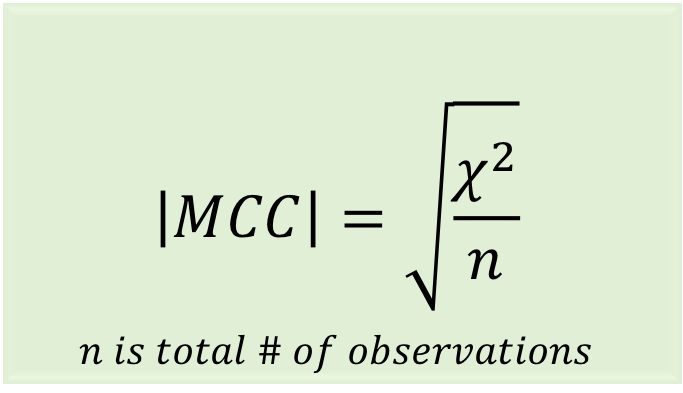 |MCC| = √(χ²/n)
n is total # of observations